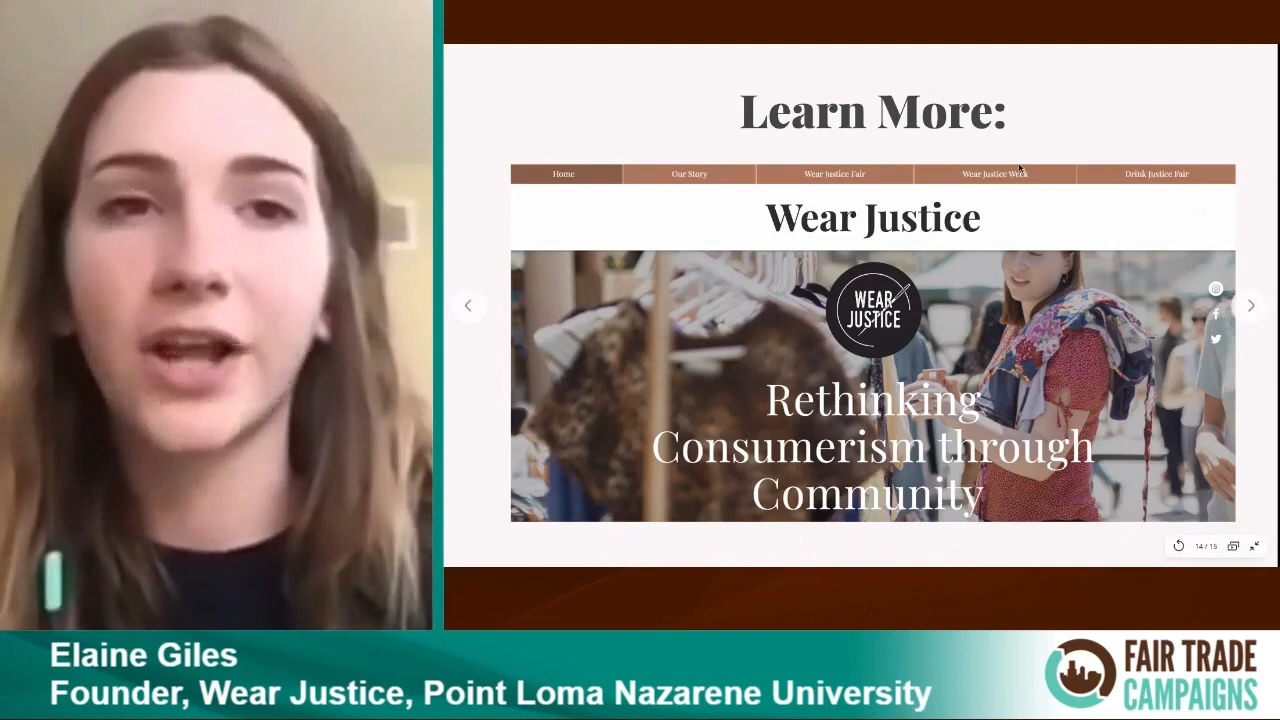 Learn More:
Home Our Story Wear Justice Fair Wear Justice Week Drink Justice Fair
Wear Justice
WEAR
JUSTICE
Rethinking
Consumerism through
Community
14 / 15
Elaine Giles
Founder, Wear Justice, Point Loma Nazarene University
FAIR TRADE
CAMPAIGNS